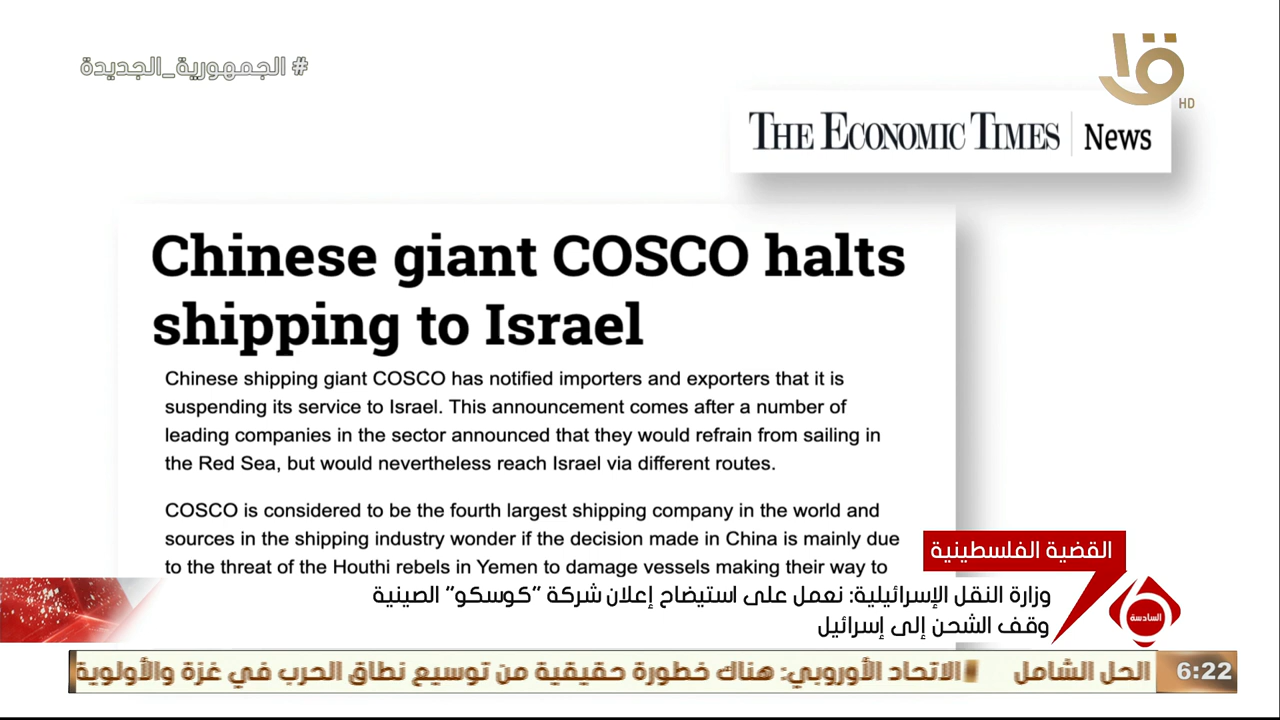 # الجمهورية_الجديدة
HD
THE ECONOMIC TIMES | News
Chinese giant COSCO halts
shipping to Israel
Chinese shipping giant COSCO has notified importers and exporters that it is
suspending its service to Israel. This announcement comes after a number of
leading companies in the sector announced that they would refrain from sailing in
the Red Sea, but would nevertheless reach Israel via different routes.
COSCO is considered to be the fourth largest shipping company in the world and
sources in the shipping industry wonder if the decision made in China is mainly due
to the threat of the Houthi rebels in Yemen to damage vessels making their way to
القضية الفلسطينية
وزارة النقل الإسرائيلية: نعمل على استيضاح إعلان شركة "كوسكو" الصينية
وقف الشحن إلى إسرائيل
السادسة
الحل الشامل
الاتحاد الأوروبي: هناك خطورة حقيقية من توسيع نطاق الحرب في غزة والأولوية
6:22